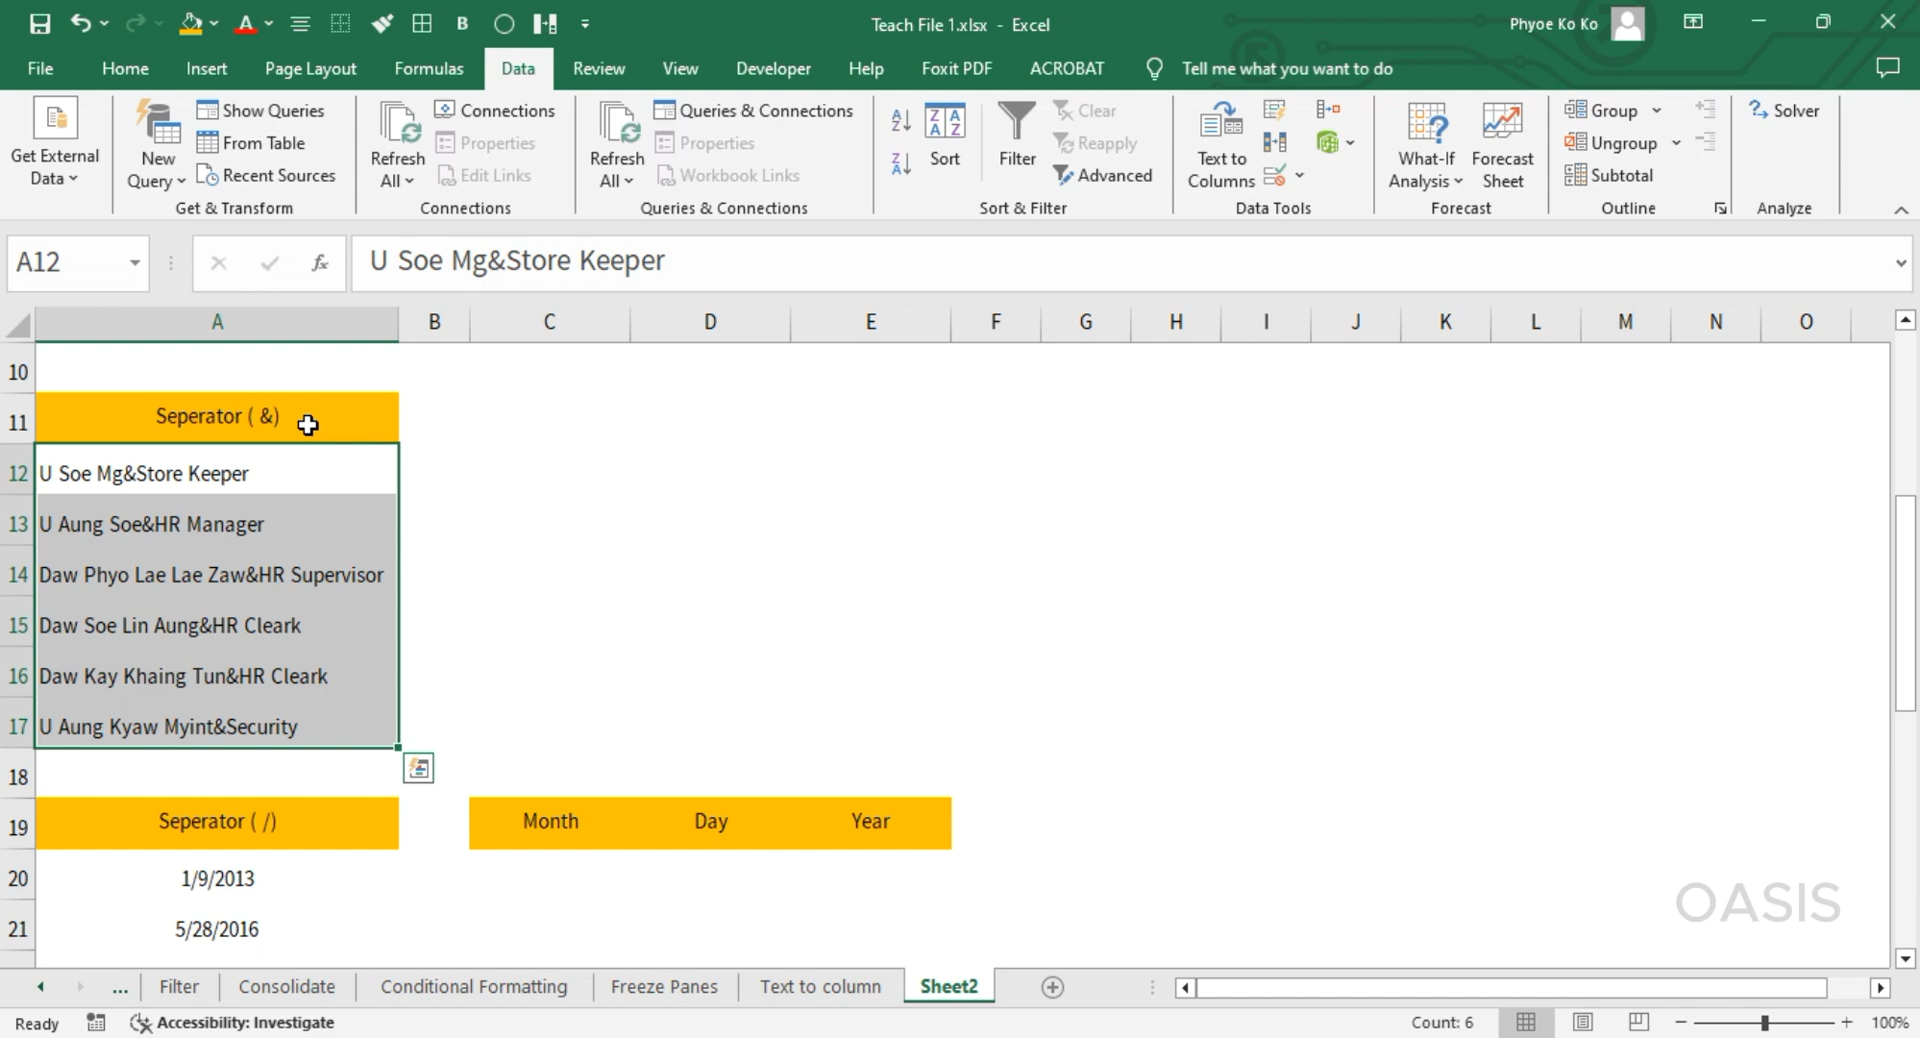 Teach File 1.xlsx - Excel
Phyoe Ko Ko
File Home Insert Page Layout Formulas Data Review View Developer Help Foxit PDF ACROBAT Tell me what you want to do
Get External Data
New Query
Show Queries
From Table
Recent Sources
Get & Transform
Refresh All
Connections
Properties
Edit Links
Connections
Refresh All
Queries & Connections
Properties
Workbook Links
Queries & Connections
Sort
Filter
Clear
Reapply
Advanced
Sort & Filter
Text to Columns
Data Tools
What-If Analysis
Forecast Sheet
Forecast
Group
Ungroup
Subtotal
Outline
Solver
Analyze
A12 fx U Soe Mg&Store Keeper
A B C D E F G H I J K L M N O
10
11 Seperator ( &)
12 U Soe Mg&Store Keeper
13 U Aung Soe&HR Manager
14 Daw Phyo Lae Lae Zaw&HR Supervisor
15 Daw Soe Lin Aung&HR Cleark
16 Daw Kay Khaing Tun&HR Cleark
17 U Aung Kyaw Myint&Security
18
19 Seperator ( /) Month Day Year
20 1/9/2013
21 5/28/2016
OASIS
... Filter Consolidate Conditional Formatting Freeze Panes Text to column Sheet2
Ready Accessibility: Investigate Count: 6 100%